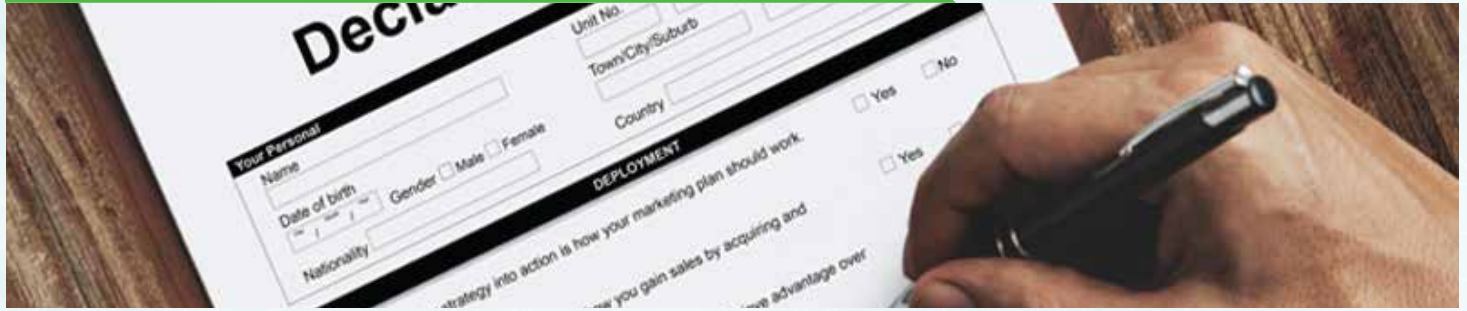 Decla
Your Personal
Name
Date of birth
Gender Male Female
Nationality
Unit No.
Town/City/Suburb
Country
DEPLOYMENT
strategy into action is how your marketing plan should work.
Yes No
you gain sales by acquiring and
Yes
advantage over